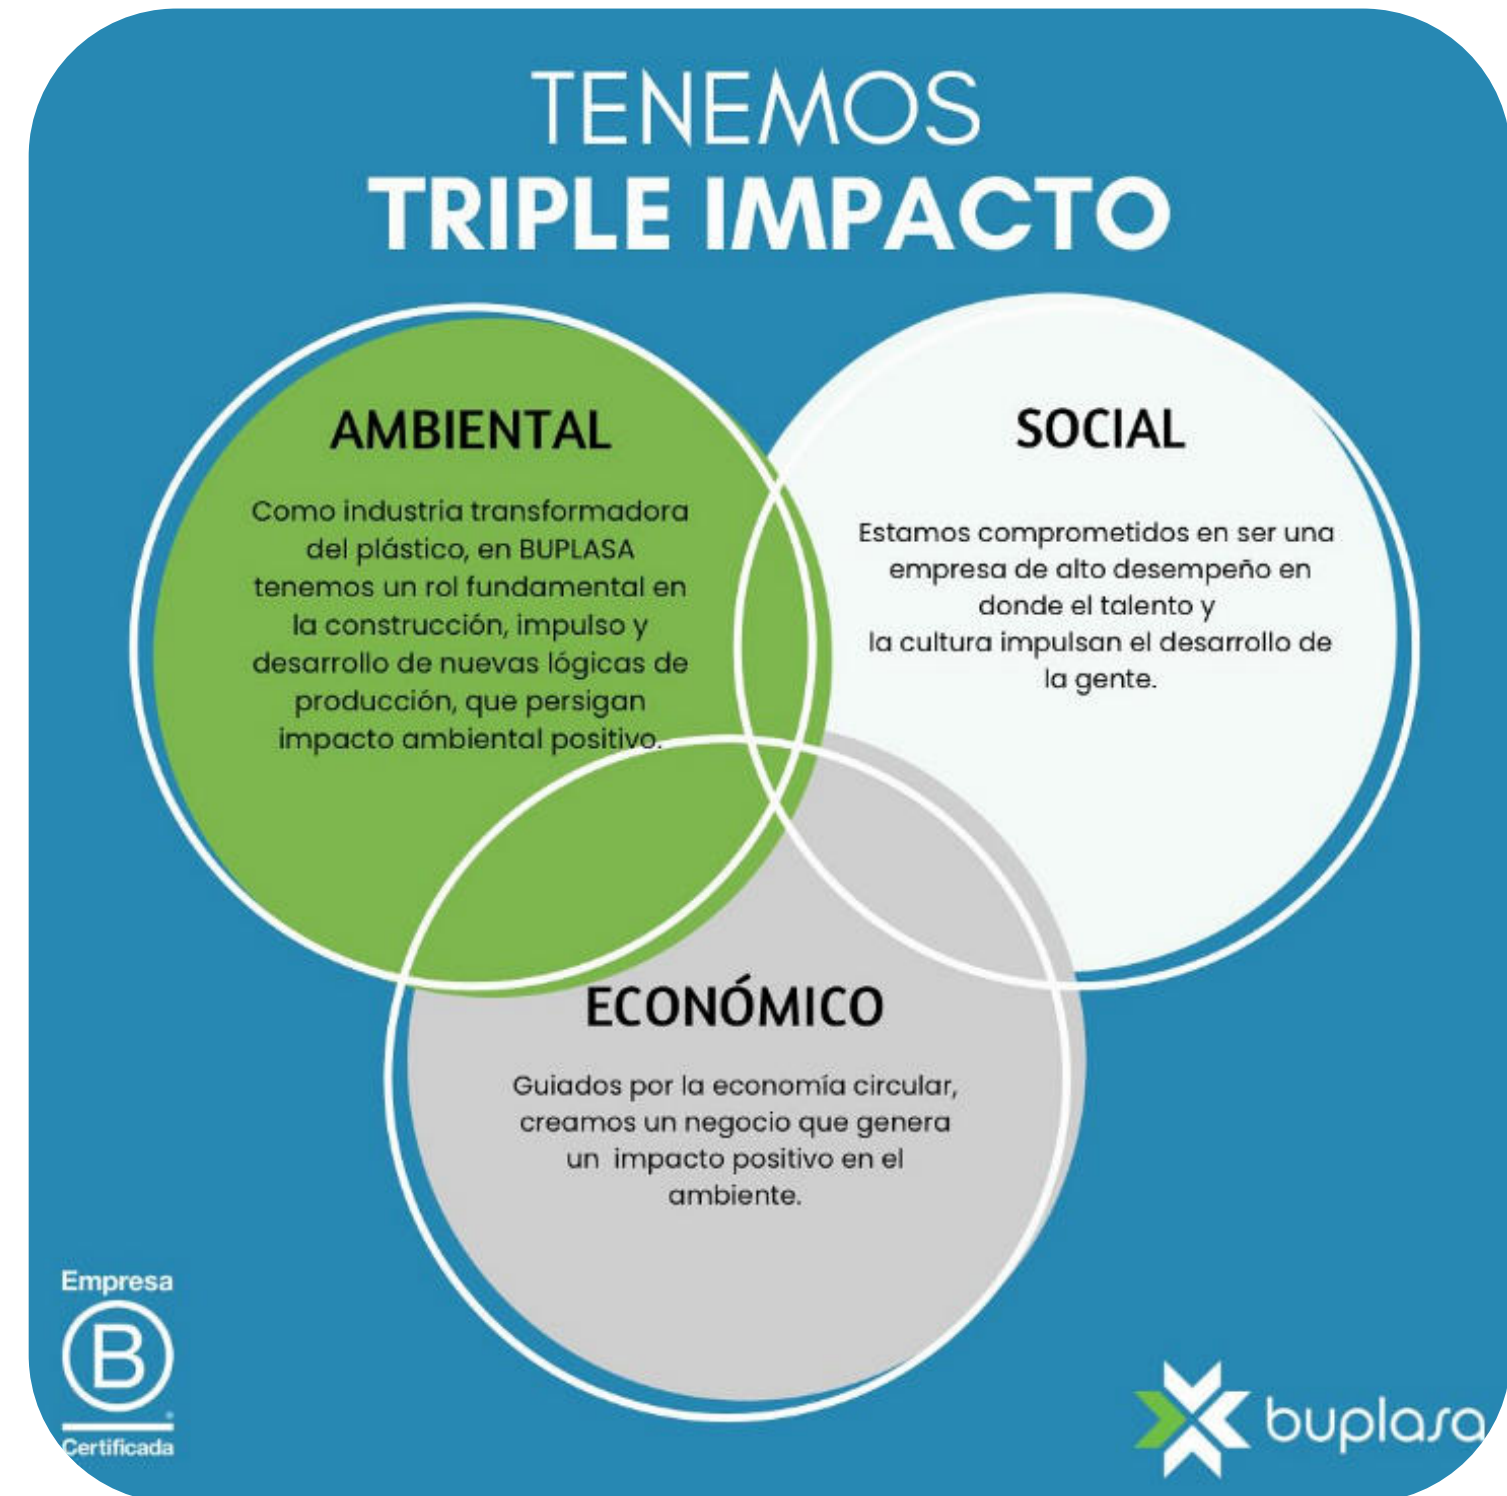 TENEMOS
TRIPLE IMPACTO
AMBIENTAL
Como industria transformadora
del plástico, en BUPLASA
tenemos un rol fundamental en
la construcción, impulso y
desarrollo de nuevas lógicas de
producción, que persigan
impacto ambiental positivo.
SOCIAL
Estamos comprometidos en ser una
empresa de alto desempeño en
donde el talento y
la cultura impulsan el desarrollo de
la gente.
ECONÓMICO
Guiados por la economía circular,
creamos un negocio que genera
un impacto positivo en el
ambiente.
Empresa
B
Certificada
buplasa